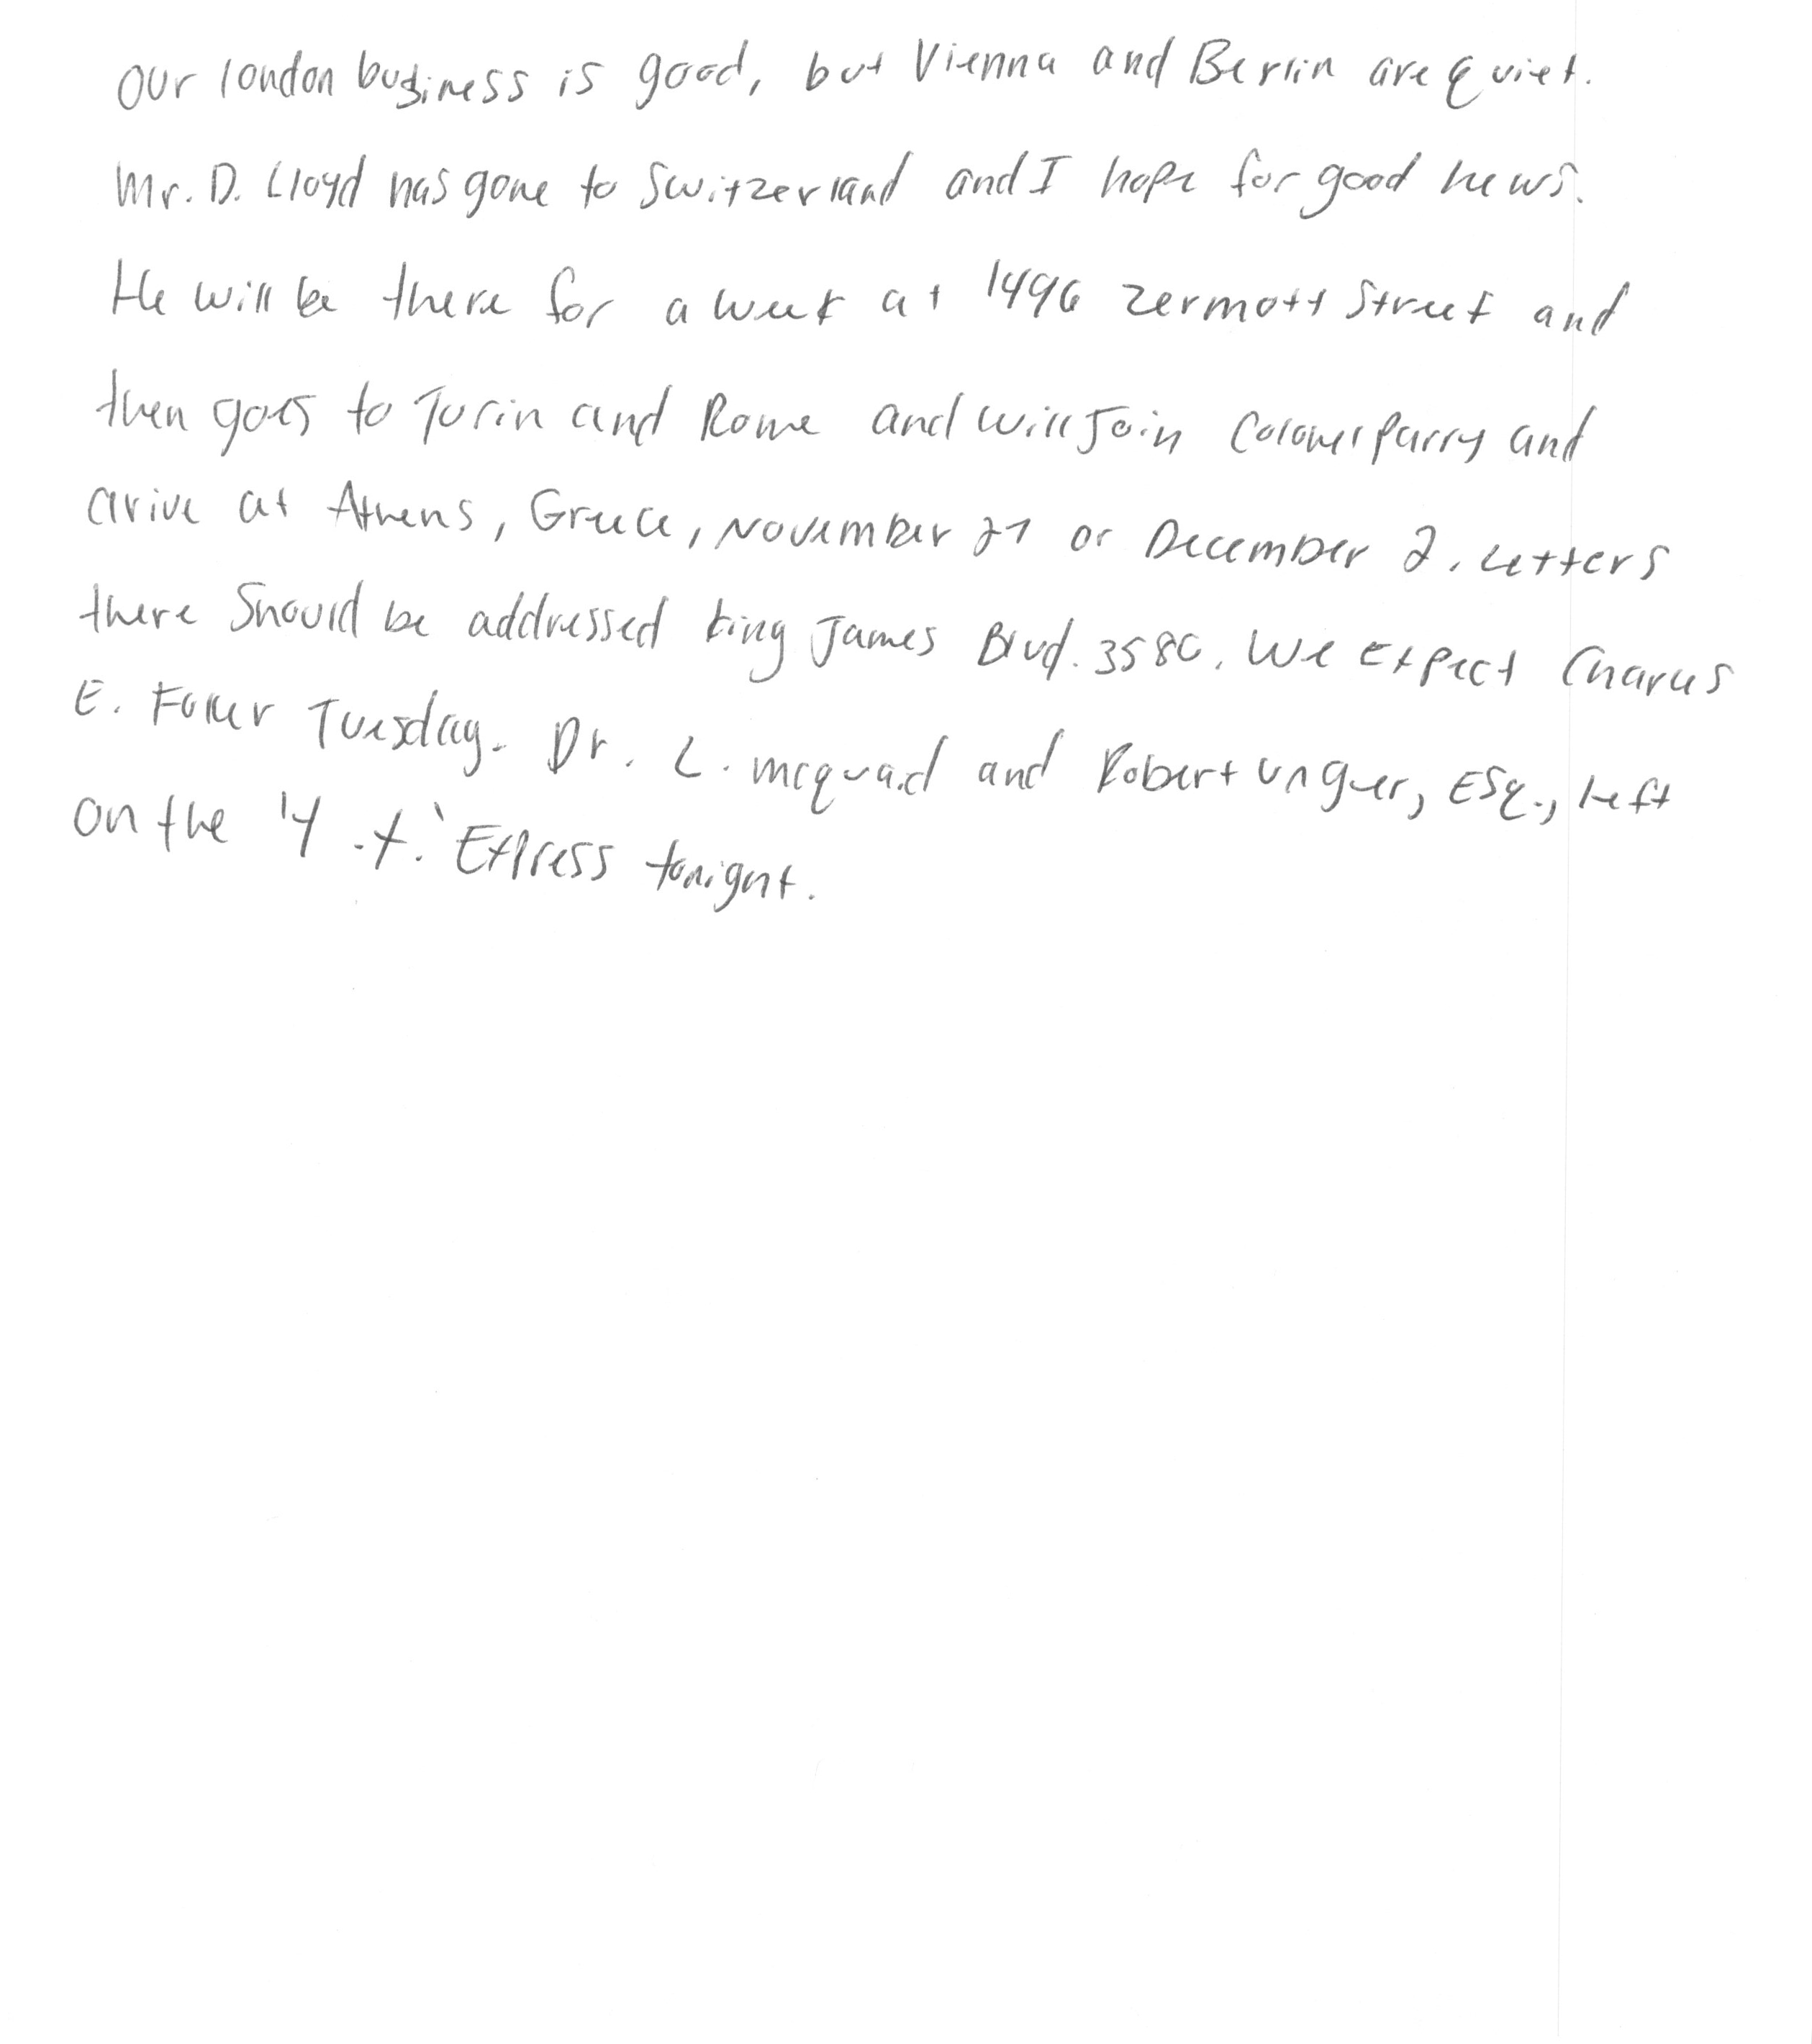 Our london business is good, but Vienna and Berlin are quiet.
Mr. D. Lloyd has gone to Switzerland and I hope for good news.
He will be there for a week at 1496 Zermott Street and
then goes to Turin and Rome and will Join Colonel Parry and
arive at Athens, Greece, November 27 or December 2. Letters
there Should be addressed King James Blvd. 3580. We expect Charles
E. Fuller Tuesday. Dr. L. McQuaid and Robert Unger, Esq., left
on the 'Y.X.' Express tonight.